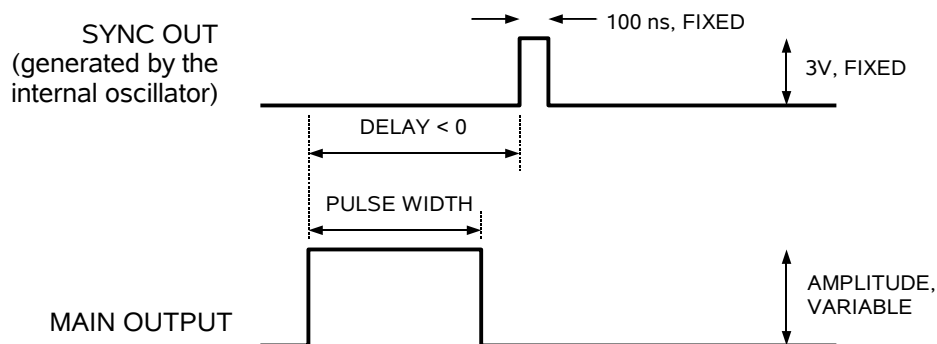 SYNC OUT
(generated by the
internal oscillator)
100 ns, FIXED
3V, FIXED
DELAY < 0
PULSE WIDTH
MAIN OUTPUT
AMPLITUDE,
VARIABLE